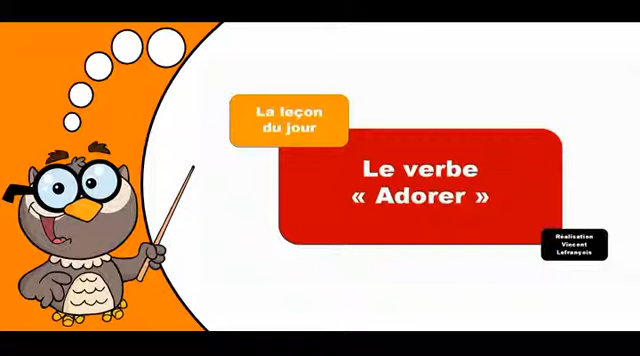 La leçon
du jour
Le verbe
« Adorer »
Réalisation
Vincent
Lefrançois